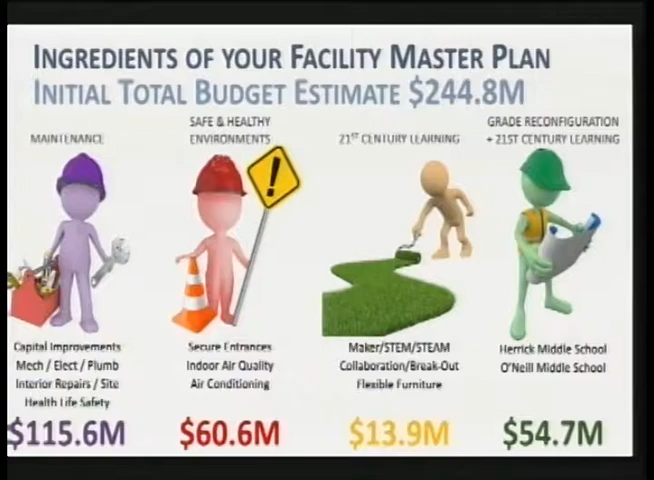 INGREDIENTS OF YOUR FACILITY MASTER PLAN
INITIAL TOTAL BUDGET ESTIMATE $244.8M
MAINTENANCE
SAFE & HEALTHY
ENVIRONMENTS
21ST CENTURY LEARNING
GRADE RECONFIGURATION
+ 21ST CENTURY LEARNING
!
Capital Improvements
Mech / Elect / Plumb
Interior Repairs / Site
Health Life Safety
Secure Entrances
Indoor Air Quality
Air Conditioning
Maker/STEM/STEAM
Collaboration/Break-Out
Flexible Furniture
Herrick Middle School
O'Neill Middle School
$115.6M
$60.6M
$13.9M
$54.7M